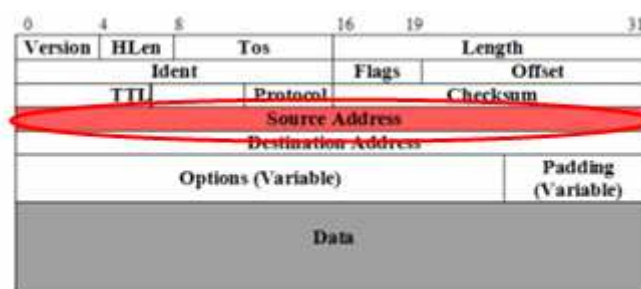 0 4 8 16 19 31
Version HLen Tos Length
Ident Flags Offset
TTL Protocol Checksum
Source Address
Destination Address
Options (Variable) Padding
(Variable)
Data